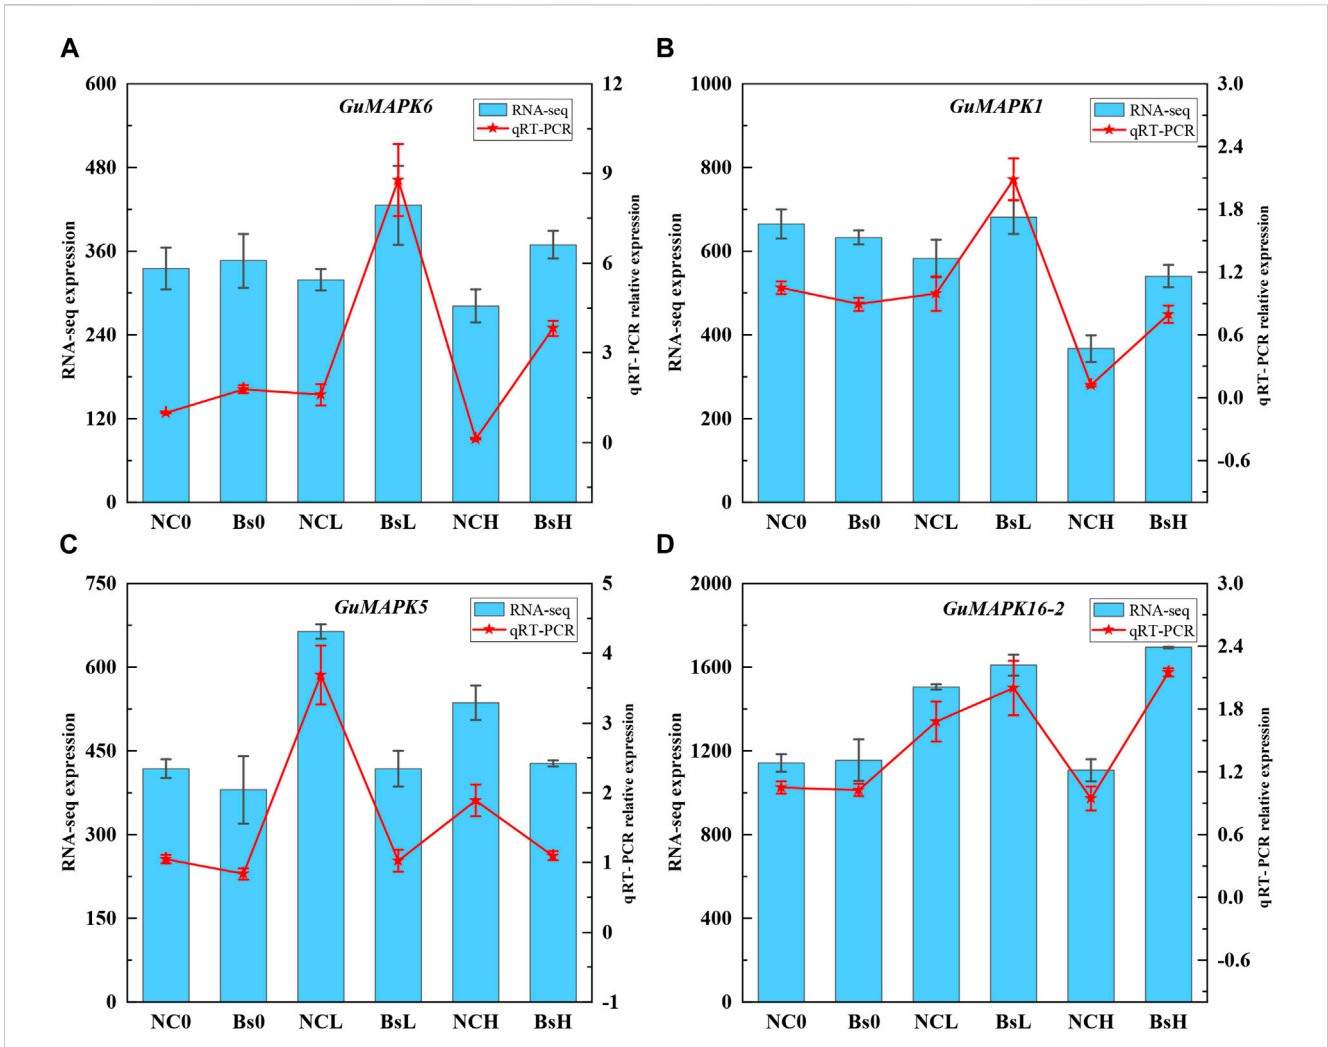 A
GuMAPK6
RNA-seq
qRT-PCR
600
480
360
240
120
0
12
9
6
3
0
RNA-seq expression
qRT-PCR relative expression
NC0 Bs0 NCL BsL NCH BsH
B
GuMAPK1
RNA-seq
qRT-PCR
1000
800
600
400
200
0
3.0
2.4
1.8
1.2
0.6
0.0
-0.6
RNA-seq expression
qRT-PCR relative expression
NC0 Bs0 NCL BsL NCH BsH
C
GuMAPK5
RNA-seq
qRT-PCR
750
600
450
300
150
0
5
4
3
2
1
0
-1
RNA-seq expression
qRT-PCR relative expression
NC0 Bs0 NCL BsL NCH BsH
D
GuMAPK16-2
RNA-seq
qRT-PCR
2000
1600
1200
800
400
0
3.0
2.4
1.8
1.2
0.6
0.0
-0.6
RNA-seq expression
qRT-PCR relative expression
NC0 Bs0 NCL BsL NCH BsH